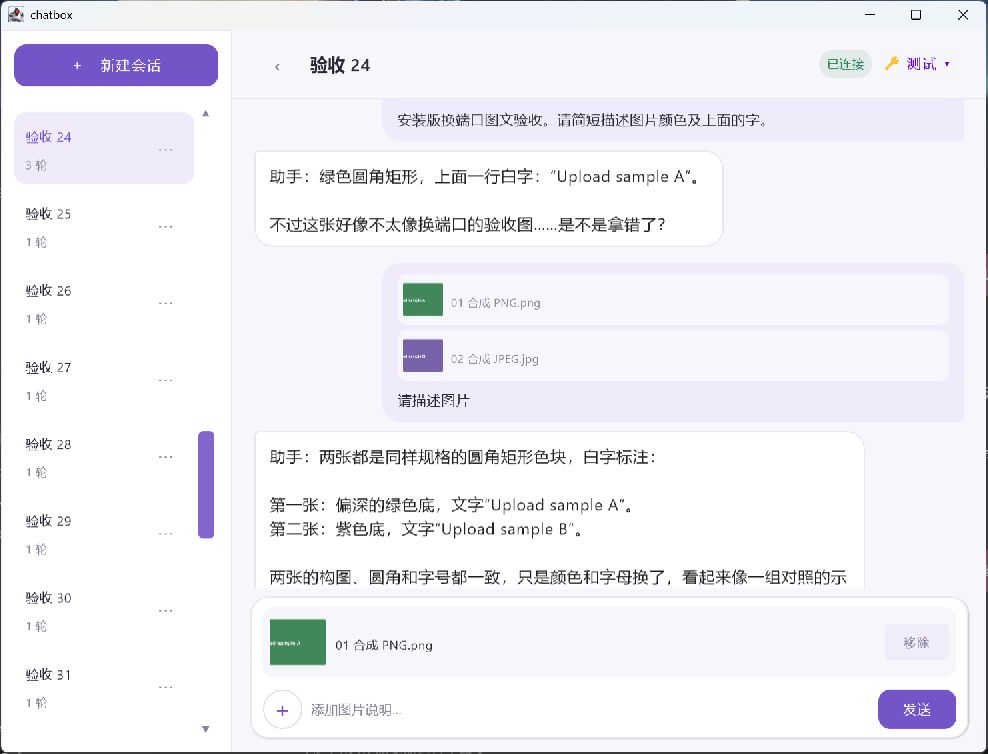 chatbox
+ 新建会话
验收 24
3 轮
验收 25
1 轮
验收 26
1 轮
验收 27
1 轮
验收 28
1 轮
验收 29
1 轮
验收 30
1 轮
验收 31
1 轮
验收 24
已连接
测试
安装版换端口图文验收。请简短描述图片颜色及上面的字。
助手：绿色圆角矩形，上面一行白字：“Upload sample A”。
不过这张好像不太像换端口的验收图……是不是拿错了？
01 合成 PNG.png
02 合成 JPEG.jpg
请描述图片
助手：两张都是同样规格的圆角矩形色块，白字标注：
第一张：偏深的绿色底，文字“Upload sample A”。
第二张：紫色底，文字“Upload sample B”。
两张的构图、圆角和字号都一致，只是颜色和字母换了，看起来像一组对照的示
01 合成 PNG.png
移除
+
添加图片说明...
发送